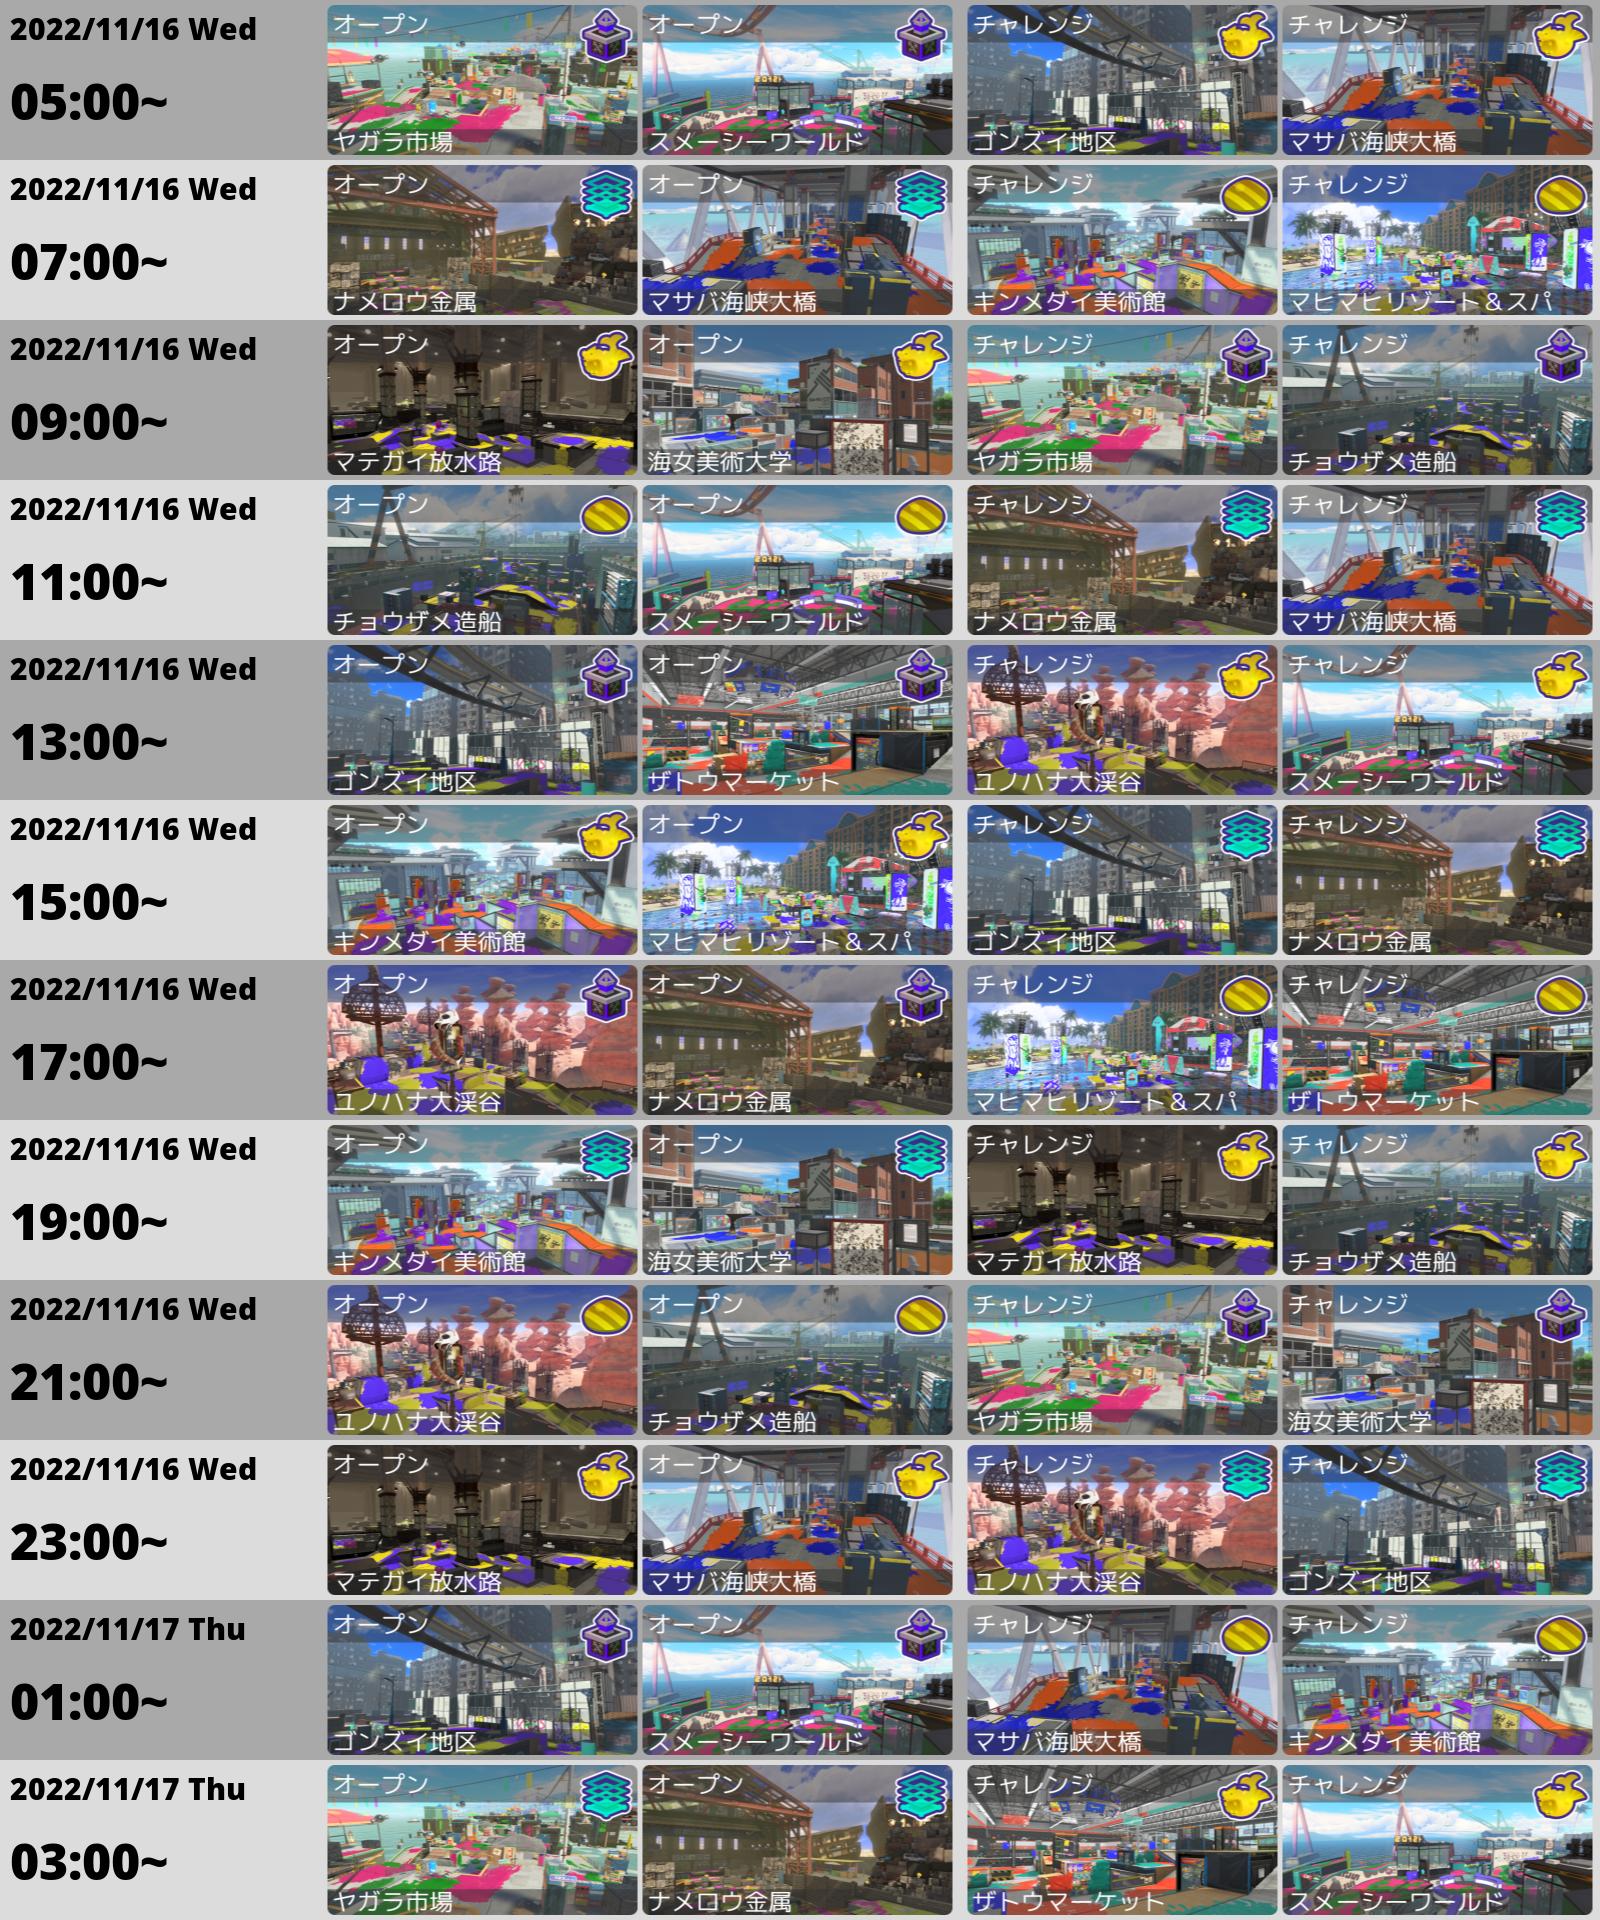 2022/11/16 Wed
05:00~
オープン
ヤガラ市場
オープン
スメーシーワールド
チャレンジ
ゴンズイ地区
チャレンジ
マサバ海峡大橋
2022/11/16 Wed
07:00~
オープン
ナメロウ金属
オープン
マサバ海峡大橋
チャレンジ
キンメダイ美術館
チャレンジ
マヒマヒリゾート＆スパ
2022/11/16 Wed
09:00~
オープン
マテガイ放水路
オープン
海女美術大学
チャレンジ
ヤガラ市場
チャレンジ
チョウザメ造船
2022/11/16 Wed
11:00~
オープン
チョウザメ造船
オープン
スメーシーワールド
チャレンジ
ナメロウ金属
チャレンジ
マサバ海峡大橋
2022/11/16 Wed
13:00~
オープン
ゴンズイ地区
オープン
ザトウマーケット
チャレンジ
ユノハナ大渓谷
チャレンジ
スメーシーワールド
2022/11/16 Wed
15:00~
オープン
キンメダイ美術館
オープン
マヒマヒリゾート＆スパ
チャレンジ
ゴンズイ地区
チャレンジ
ナメロウ金属
2022/11/16 Wed
17:00~
オープン
ユノハナ大渓谷
オープン
ナメロウ金属
チャレンジ
マヒマヒリゾート＆スパ
チャレンジ
ザトウマーケット
2022/11/16 Wed
19:00~
オープン
キンメダイ美術館
オープン
海女美術大学
チャレンジ
マテガイ放水路
チャレンジ
チョウザメ造船
2022/11/16 Wed
21:00~
オープン
ユノハナ大渓谷
オープン
チョウザメ造船
チャレンジ
ヤガラ市場
チャレンジ
海女美術大学
2022/11/16 Wed
23:00~
オープン
マテガイ放水路
オープン
マサバ海峡大橋
チャレンジ
ユノハナ大渓谷
チャレンジ
ゴンズイ地区
2022/11/17 Thu
01:00~
オープン
ゴンズイ地区
オープン
スメーシーワールド
チャレンジ
マサバ海峡大橋
チャレンジ
キンメダイ美術館
2022/11/17 Thu
03:00~
オープン
ヤガラ市場
オープン
ナメロウ金属
チャレンジ
ザトウマーケット
チャレンジ
スメーシーワールド